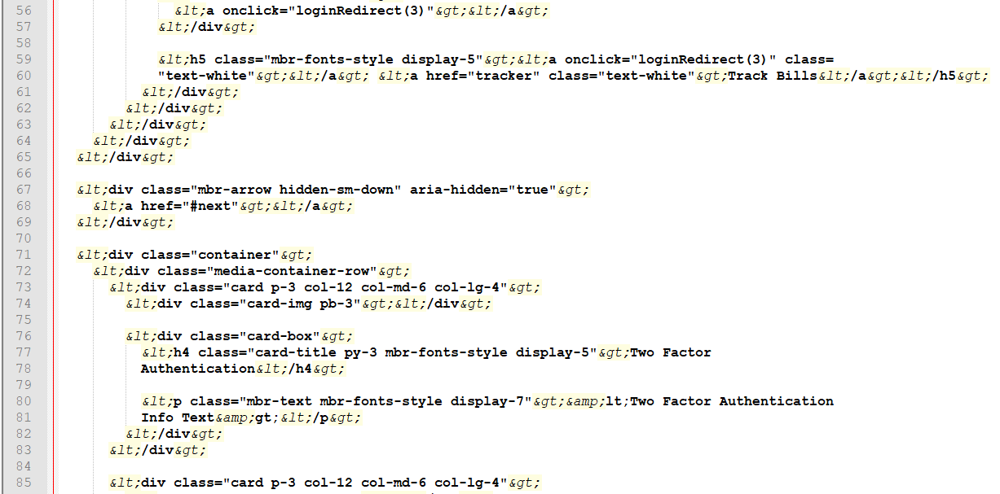 56 &lt;a onclick="loginRedirect(3)"&gt;&lt;/a&gt;
57 &lt;/div&gt;
58
59 &lt;h5 class="mbr-fonts-style display-5"&gt;&lt;a onclick="loginRedirect(3)" class=
60 "text-white"&gt;&lt;/a&gt; &lt;a href="tracker" class="text-white"&gt;Track Bills&lt;/a&gt;&lt;/h5&gt;
61 &lt;/div&gt;
62 &lt;/div&gt;
63 &lt;/div&gt;
64 &lt;/div&gt;
65 &lt;/div&gt;
66
67 &lt;div class="mbr-arrow hidden-sm-down" aria-hidden="true"&gt;
68 &lt;a href="#next"&gt;&lt;/a&gt;
69 &lt;/div&gt;
70
71 &lt;div class="container"&gt;
72 &lt;div class="media-container-row"&gt;
73 &lt;div class="card p-3 col-12 col-md-6 col-lg-4"&gt;
74 &lt;div class="card-img pb-3"&gt;&lt;/div&gt;
75
76 &lt;div class="card-box"&gt;
77 &lt;h4 class="card-title py-3 mbr-fonts-style display-5"&gt;Two Factor
78 Authentication&lt;/h4&gt;
79
80 &lt;p class="mbr-text mbr-fonts-style display-7"&gt;&amp;lt;Two Factor Authentication
81 Info Text&amp;gt;&lt;/p&gt;
82 &lt;/div&gt;
83 &lt;/div&gt;
84
85 &lt;div class="card p-3 col-12 col-md-6 col-lg-4"&gt;